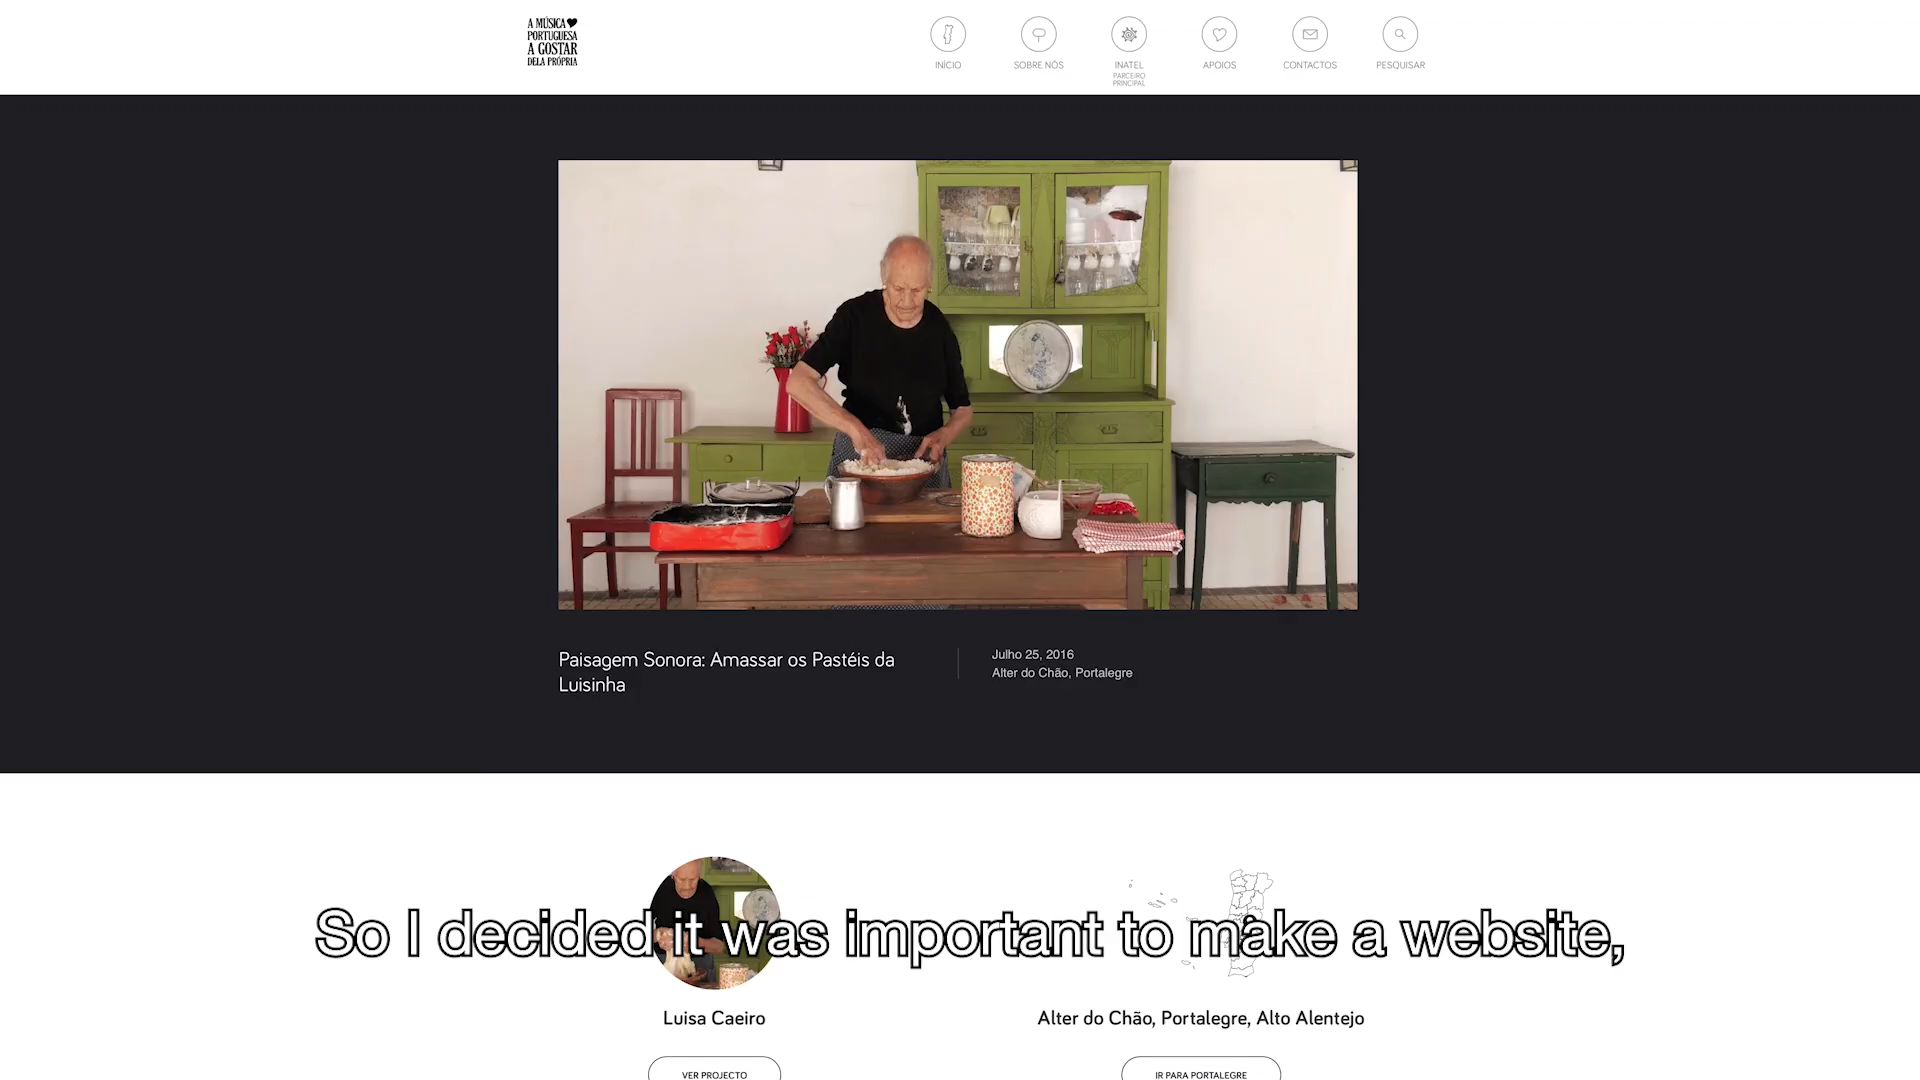 A MÚSICA
PORTUGUESA
A GOSTAR
DELA PRÓPRIA
INÍCIO
SOBRE NÓS
INATEL
PARCEIRO
PRINCIPAL
APOIOS
CONTACTOS
PESQUISAR
Paisagem Sonora: Amassar os Pastéis da
Luisinha
Julho 25, 2016
Alter do Chão, Portalegre
So I decided it was important to make a website,
Luisa Caeiro
Alter do Chão, Portalegre, Alto Alentejo
VER PROJECTO
IR PARA PORTALEGRE